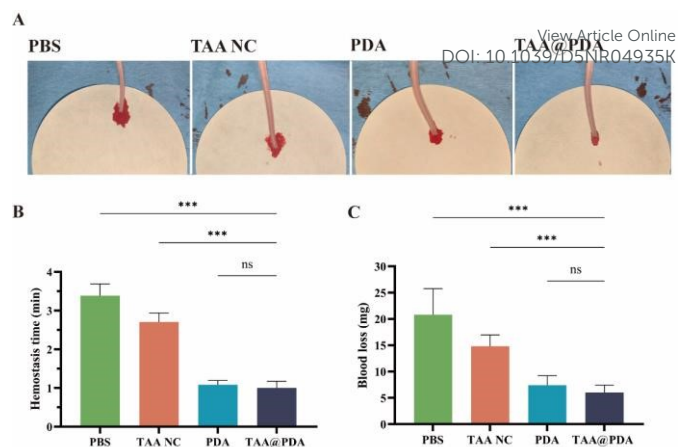 A
View Article Online
PBS TAA NC PDA TAA@PDA
DOI: 10.1039/D5NR04935K
B
***
***
ns
Hemostasis time (min)
4
3
2
1
0
PBS TAA NC PDA TAA@PDA
C
***
***
ns
Blood loss (mg)
30
25
20
15
10
5
0
PBS TAA NC PDA TAA@PDA